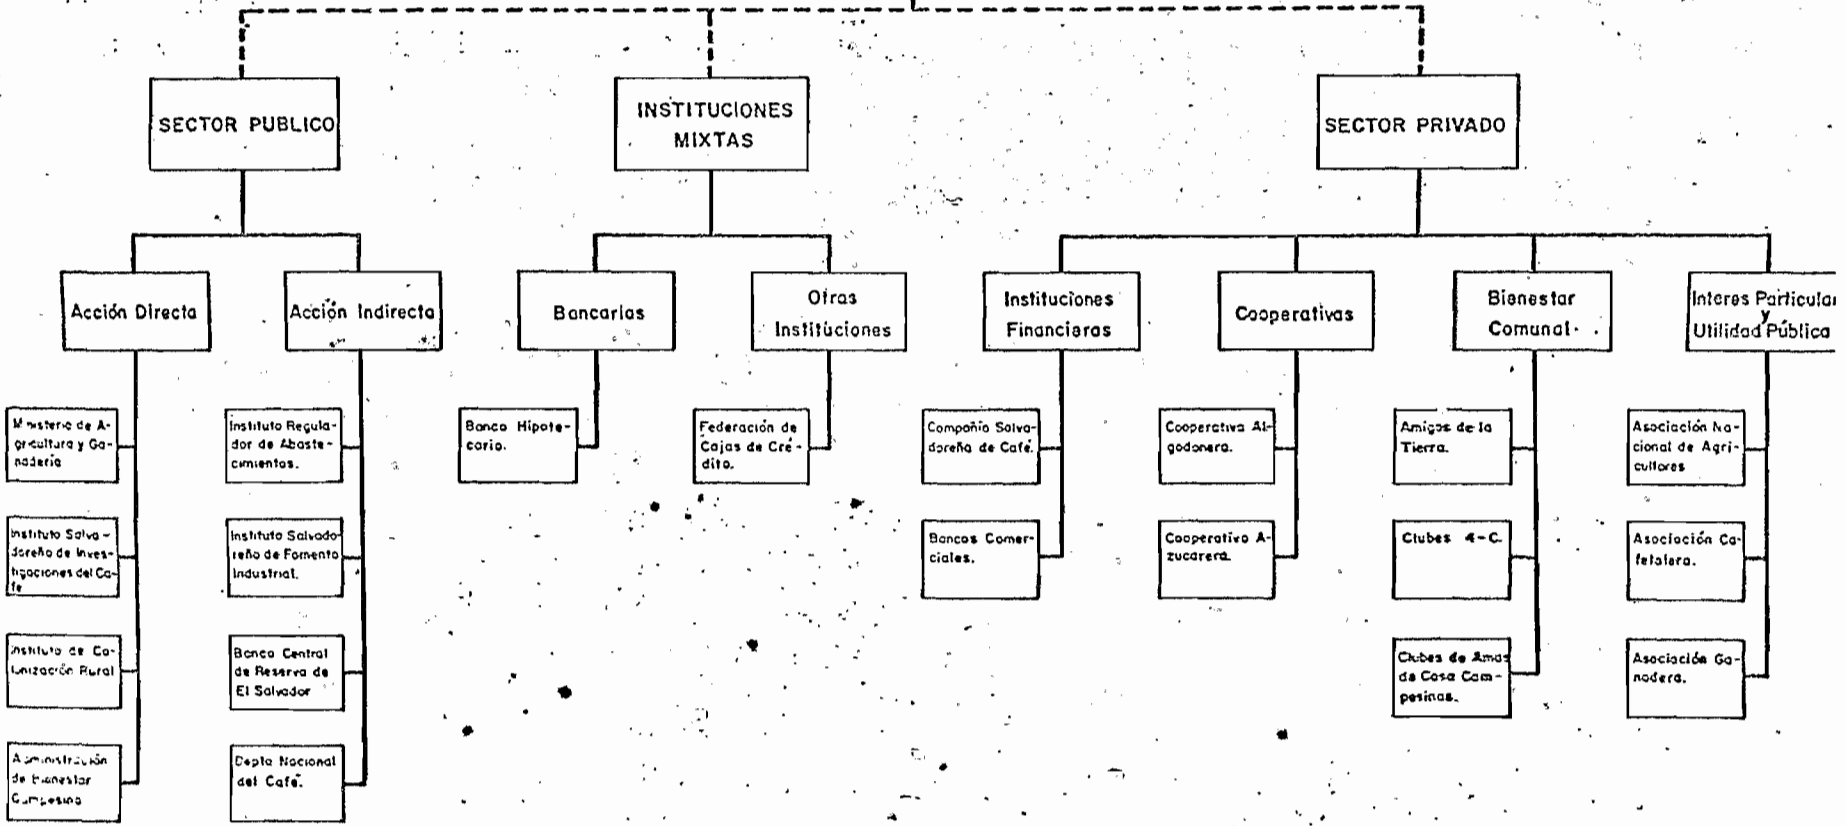 SECTOR PUBLICO
INSTITUCIONES
MIXTAS
SECTOR PRIVADO
Acción Directa
Acción Indirecta
Bancarias
Otras
Instituciones
Instituciones
Financieras
Cooperativas
Bienestar
Comunal
Interes Particular
y
Utilidad Pública
Ministerio de A-
gricultura y Ga-
naderia
Instituto Salva-
doreño de Inves-
tigaciones del Ca-
fe
Instituto de Co-
lonización Rural
Administración
de Bienestar
Campesino
Instituto Regula-
dor de Abaste-
cimientos.
Instituto Salvado-
reño de Fomento
Industrial.
Banco Central
de Reserva de
El Salvador
Depto Nacional
del Café.
Banco Hipote-
cario.
Federación de
Cajas de Cré-
dito.
Compañia Salva-
doreña de Café.
Bancos Comer-
ciales.
Cooperativa Al-
godonera.
Cooperativa A-
zucarera.
Amigos de la
Tierra.
Clubes 4-C.
Clubes de Amas
de Casa Cam-
pesinas.
Asociación Na-
cional de Agri-
cultores
Asociación Ca-
fetalera.
Asociación Ga-
nadera.